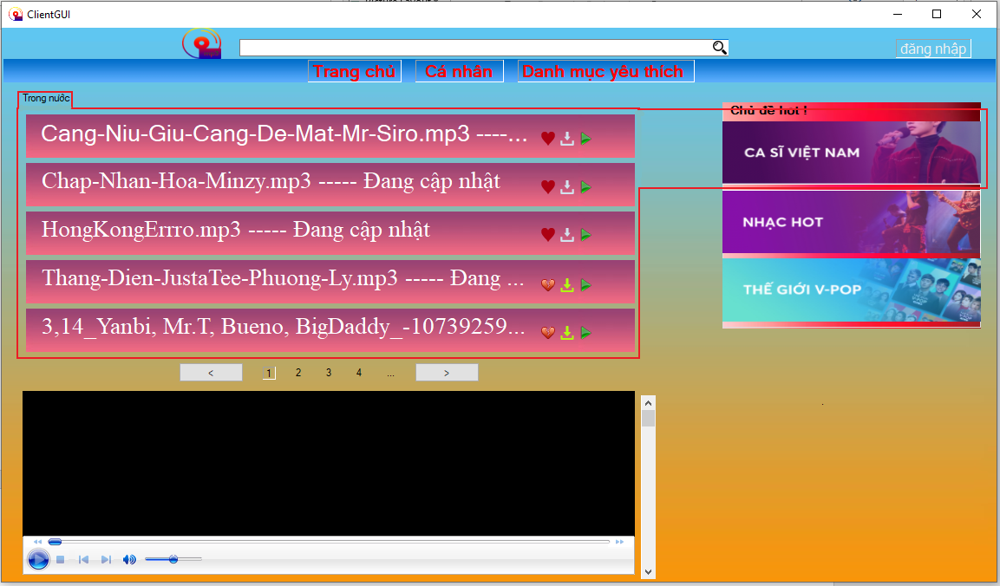 ClientGUI
đăng nhập
Trang chủ Cá nhân Danh mục yêu thích
Trong nước
Cang-Niu-Giu-Cang-De-Mat-Mr-Siro.mp3 ----...
Chap-Nhan-Hoa-Minzy.mp3 ----- Đang cập nhật
HongKongErrro.mp3 ----- Đang cập nhật
Thang-Dien-JustaTee-Phuong-Ly.mp3 ----- Đang ...
3,14_Yanbi, Mr.T, Bueno, BigDaddy_-10739259...
< 1 2 3 4 ... >
Chủ đề hot !
CA SĨ VIỆT NAM
NHẠC HOT
THẾ GIỚI V-POP